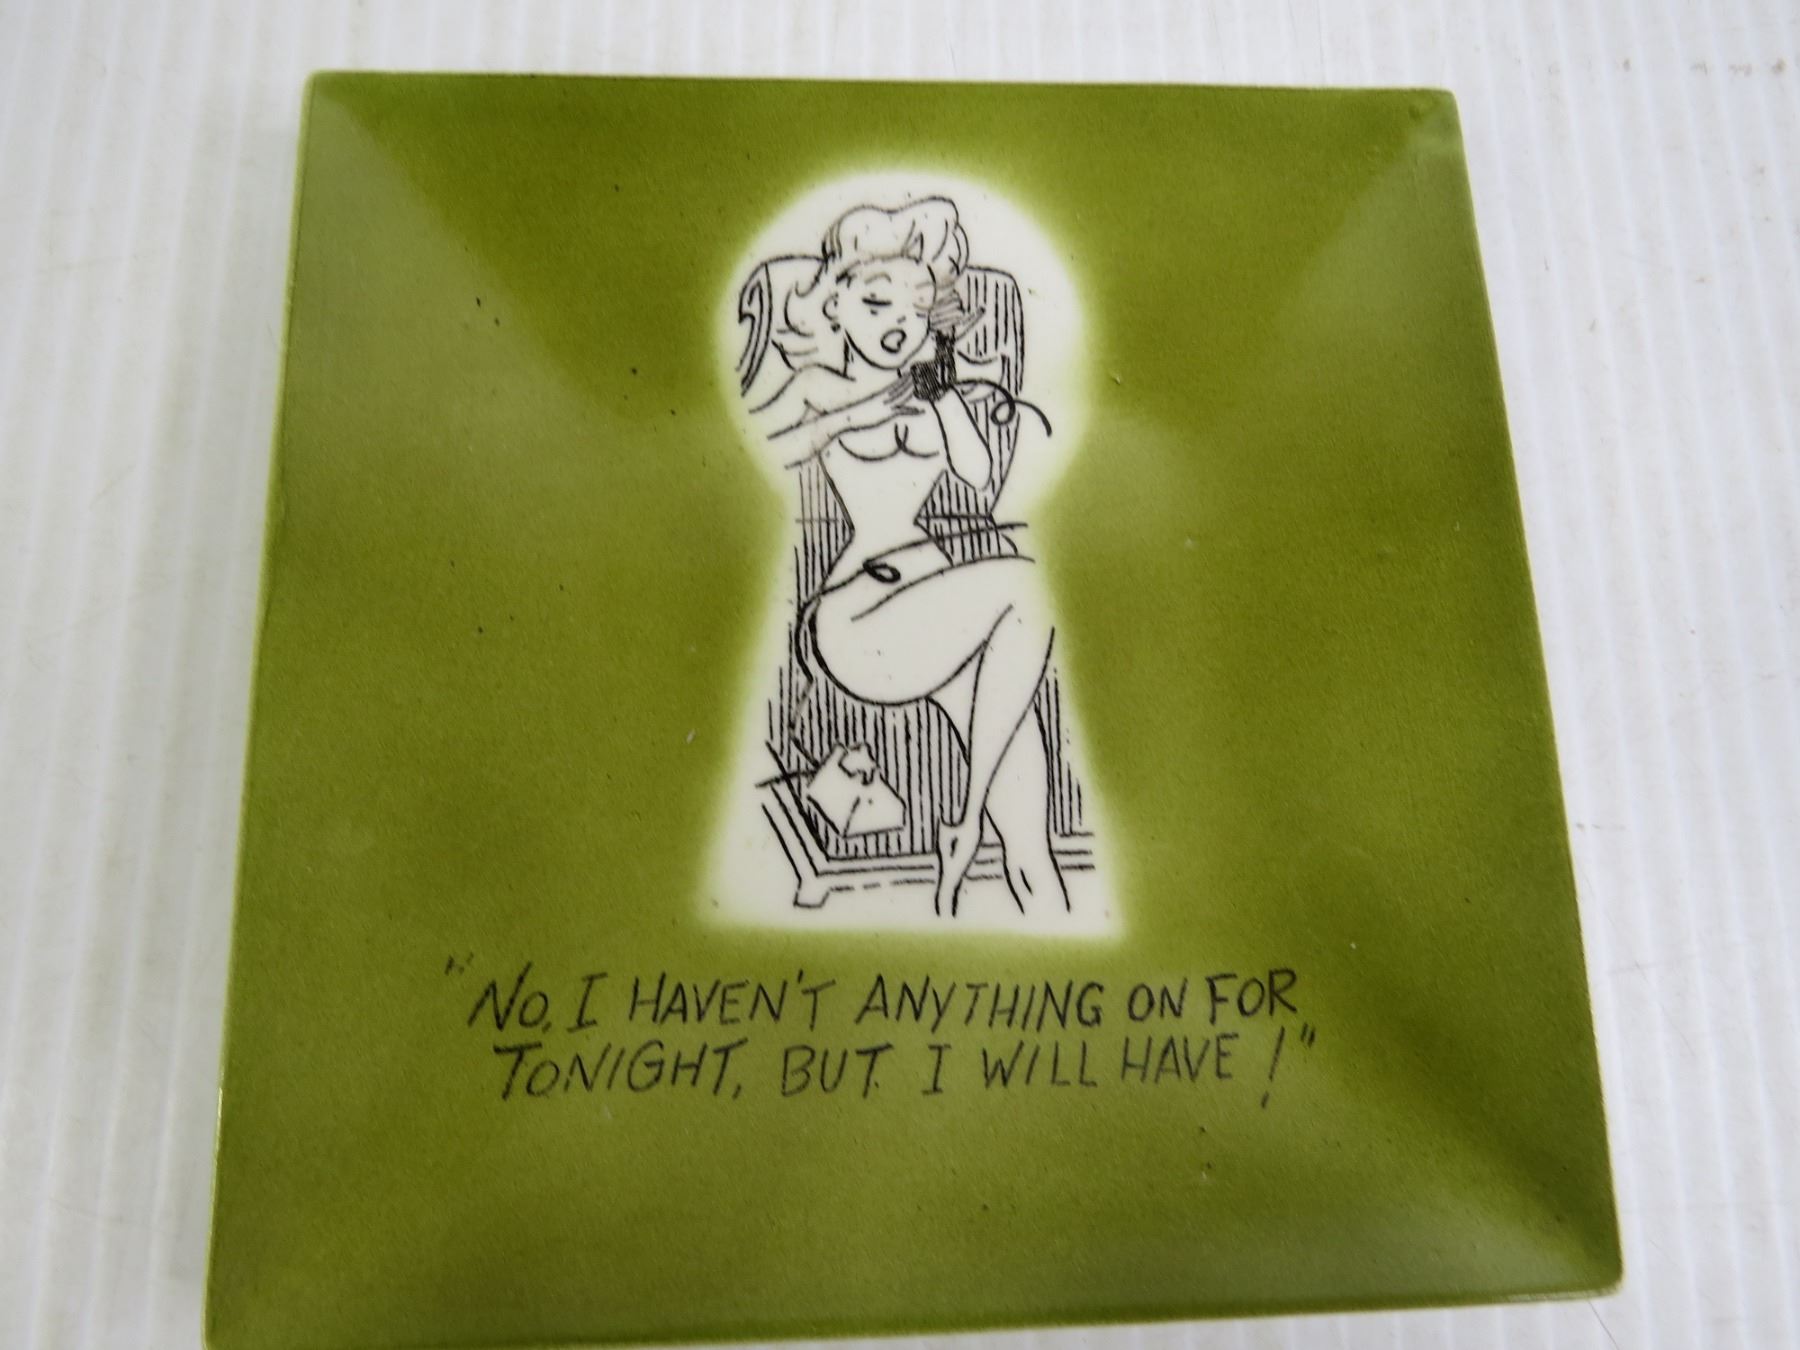 "No, I HAVEN'T ANYTHING ON FOR
TONIGHT, BUT I WILL HAVE!"